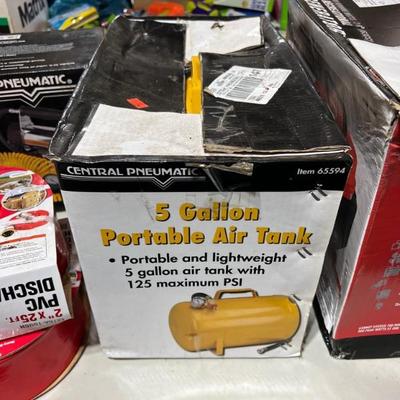 Matrix
PNEUMATIC®
CENTRAL PNEUMATIC
Item 65594
5 Gallon
Portable Air Tank
• Portable and lightweight
5 gallon air tank with
125 maximum PSI
PVC
DISCH
2" X 25FT.